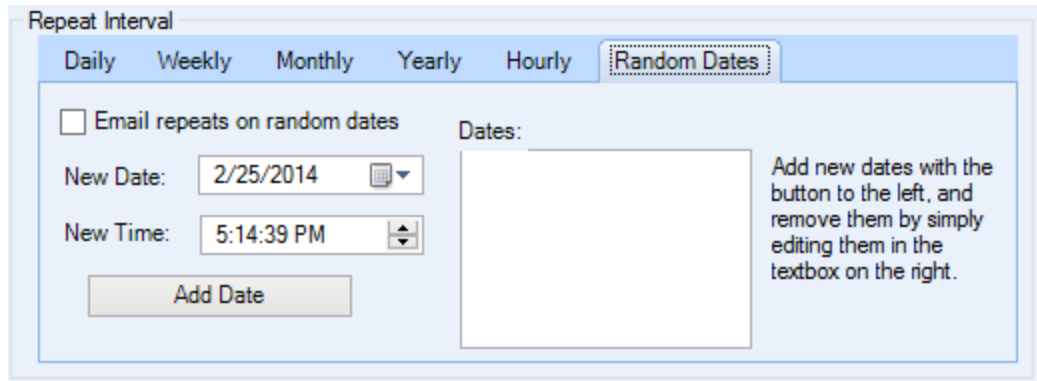 Repeat Interval
Daily Weekly Monthly Yearly Hourly Random Dates
Email repeats on random dates
New Date: 2/25/2014
New Time: 5:14:39 PM
Add Date
Dates:
Add new dates with the
button to the left, and
remove them by simply
editing them in the
textbox on the right.